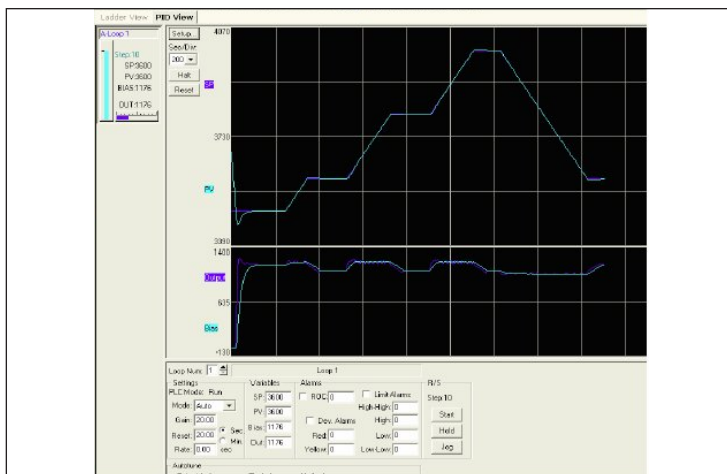 Ladder View PID View
A-Loop 1
Step:10
SP:3600
PV:3600
BIAS:1176
OUT:1176
Setup...
Sec/Div
200
Halt
Reset
4070
SP
3730
PV
3390
1400
Output
635
Bias
-130
Loop Num: 1 Loop 1
Settings Variables Alarms R/S
PLC Mode: Run SP: 3600 ROC: 0 Limit Alarms Step:10
Mode: Auto PV: 3600 High-High: 0 Start
Gain: 20.00 Bias: 1176 Dev. Alarms High: 0 Hold
Reset: 20.00 Sec Out: 1176 Red: 0 Low: 0 Jog
Min.
Rate: 0.00 sec Yellow: 0 Low-Low: 0
Autotune